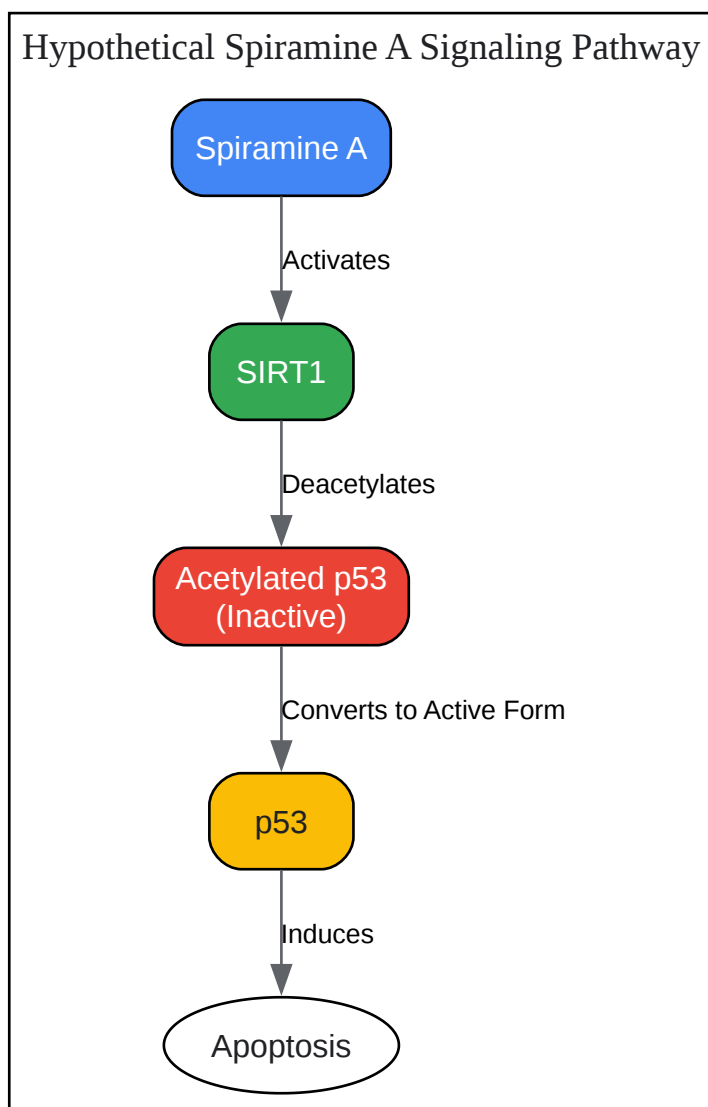 Hypothetical Spiramine A Signaling Pathway
Spiramine A
Activates
SIRT1
Deacetylates
Acetylated p53
(Inactive)
Converts to Active Form
p53
Induces
Apoptosis